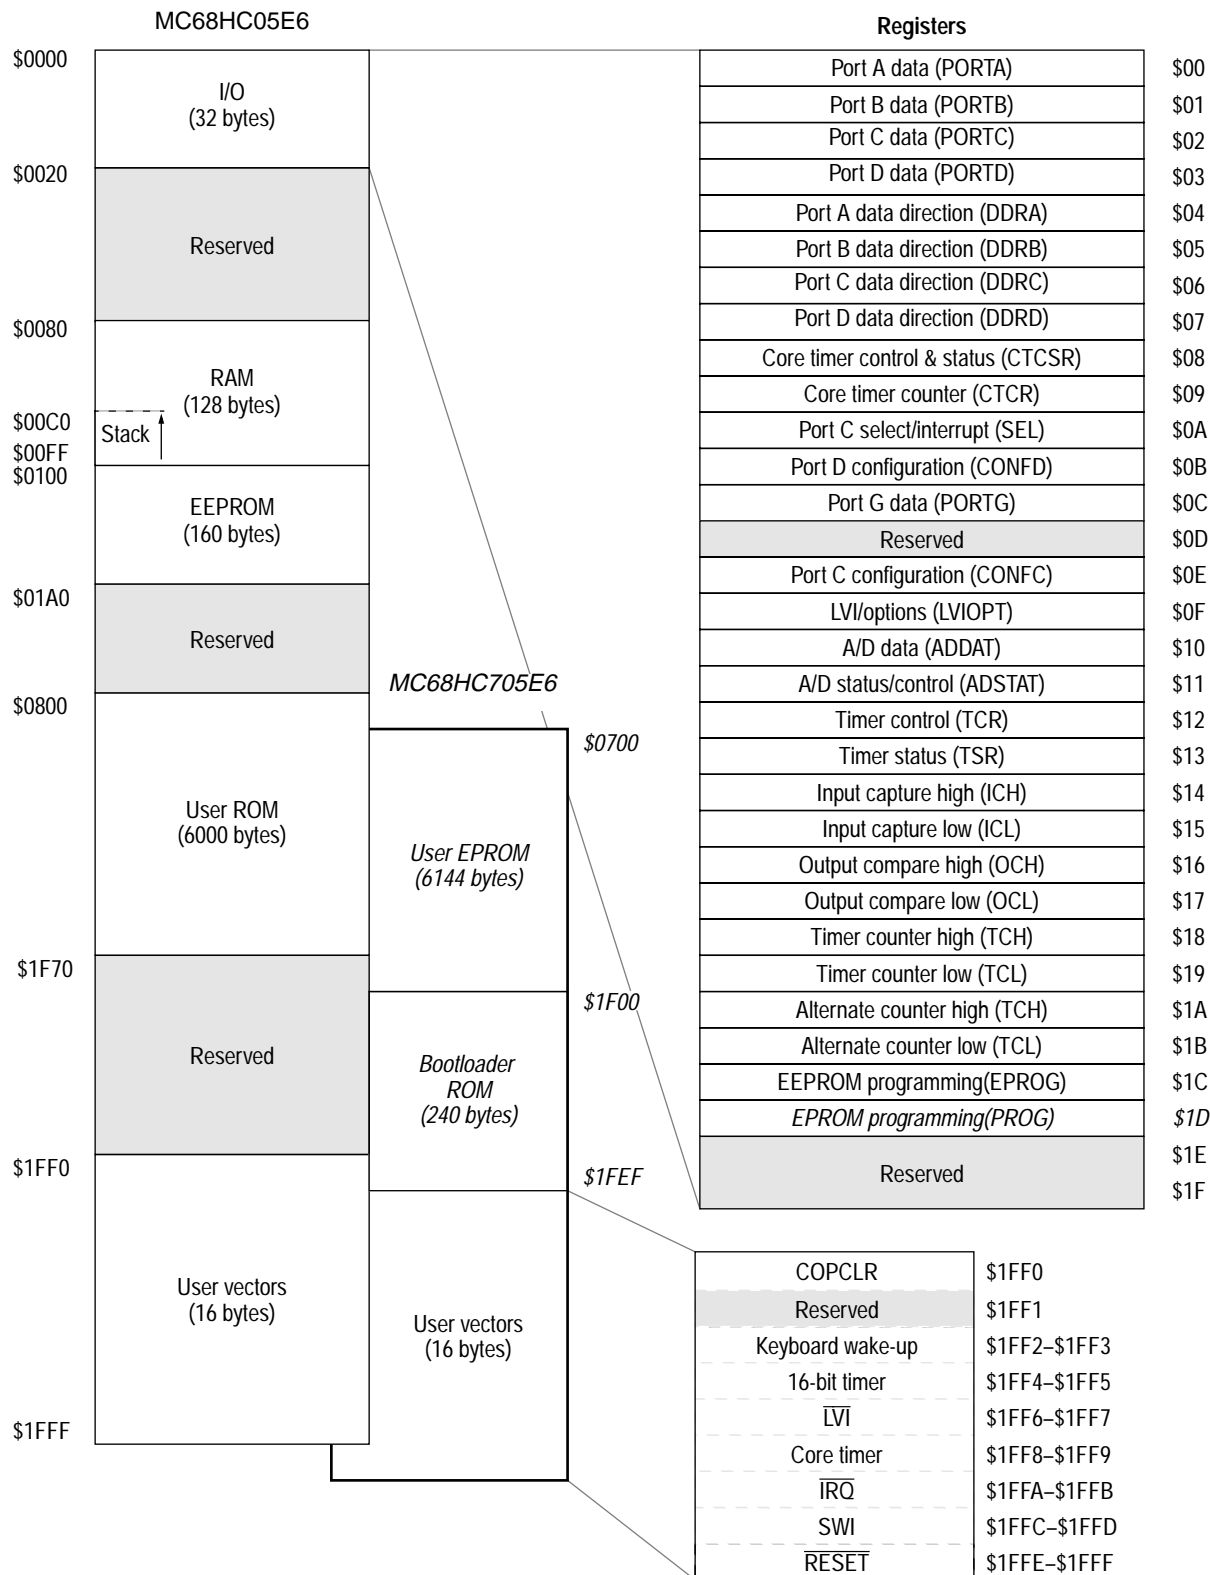 MC68HC05E6
$0000
I/O
(32 bytes)
$0020
Reserved
$0080
RAM
(128 bytes)
$00C0
Stack
$00FF
$0100
EEPROM
(160 bytes)
$01A0
Reserved
$0800
User ROM
(6000 bytes)
$1F70
Reserved
$1FF0
User vectors
(16 bytes)
$1FFF
MC68HC705E6
$0700
User EPROM
(6144 bytes)
$1F00
Bootloader
ROM
(240 bytes)
$1FEF
User vectors
(16 bytes)
Registers
Port A data (PORTA) $00
Port B data (PORTB) $01
Port C data (PORTC) $02
Port D data (PORTD) $03
Port A data direction (DDRA) $04
Port B data direction (DDRB) $05
Port C data direction (DDRC) $06
Port D data direction (DDRD) $07
Core timer control & status (CTCSR) $08
Core timer counter (CTCR) $09
Port C select/interrupt (SEL) $0A
Port D configuration (CONFD) $0B
Port G data (PORTG) $0C
Reserved $0D
Port C configuration (CONFC) $0E
LVI/options (LVIOPT) $0F
A/D data (ADDAT) $10
A/D status/control (ADSTAT) $11
Timer control (TCR) $12
Timer status (TSR) $13
Input capture high (ICH) $14
Input capture low (ICL) $15
Output compare high (OCH) $16
Output compare low (OCL) $17
Timer counter high (TCH) $18
Timer counter low (TCL) $19
Alternate counter high (TCH) $1A
Alternate counter low (TCL) $1B
EEPROM programming(EPROG) $1C
EPROM programming(PROG) $1D
$1E
Reserved
$1F
COPCLR $1FF0
Reserved $1FF1
Keyboard wake-up $1FF2–$1FF3
16-bit timer $1FF4–$1FF5
LVI $1FF6–$1FF7
Core timer $1FF8–$1FF9
IRQ $1FFA–$1FFB
SWI $1FFC–$1FFD
RESET $1FFE–$1FFF